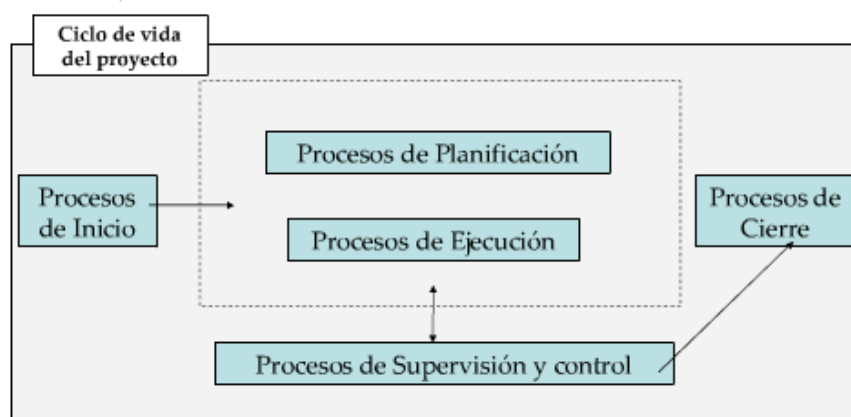 Ciclo de vida
del proyecto
Procesos de Planificación
Procesos
de Inicio
Procesos de Ejecución
Procesos de
Cierre
Procesos de Supervisión y control